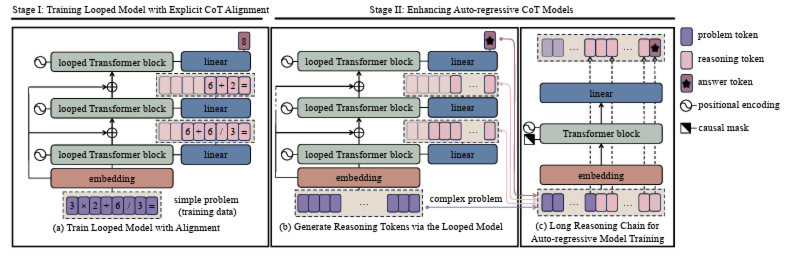 Stage I: Training Looped Model with Explicit CoT Alignment
Stage II: Enhancing Auto-regressive CoT Models
8
looped Transformer block
linear
6 + 2 =
looped Transformer block
linear
6 + 6 / 3 =
looped Transformer block
linear
embedding
3 × 2 + 6 / 3 =
simple problem
(training data)
(a) Train Looped Model with Alignment
looped Transformer block
linear
...
looped Transformer block
linear
...
looped Transformer block
linear
embedding
...
complex problem
(b) Generate Reasoning Tokens via the Looped Model
...
...
linear
Transformer block
embedding
...
...
(c) Long Reasoning Chain for
Auto-regressive Model Training
problem token
reasoning token
answer token
positional encoding
causal mask